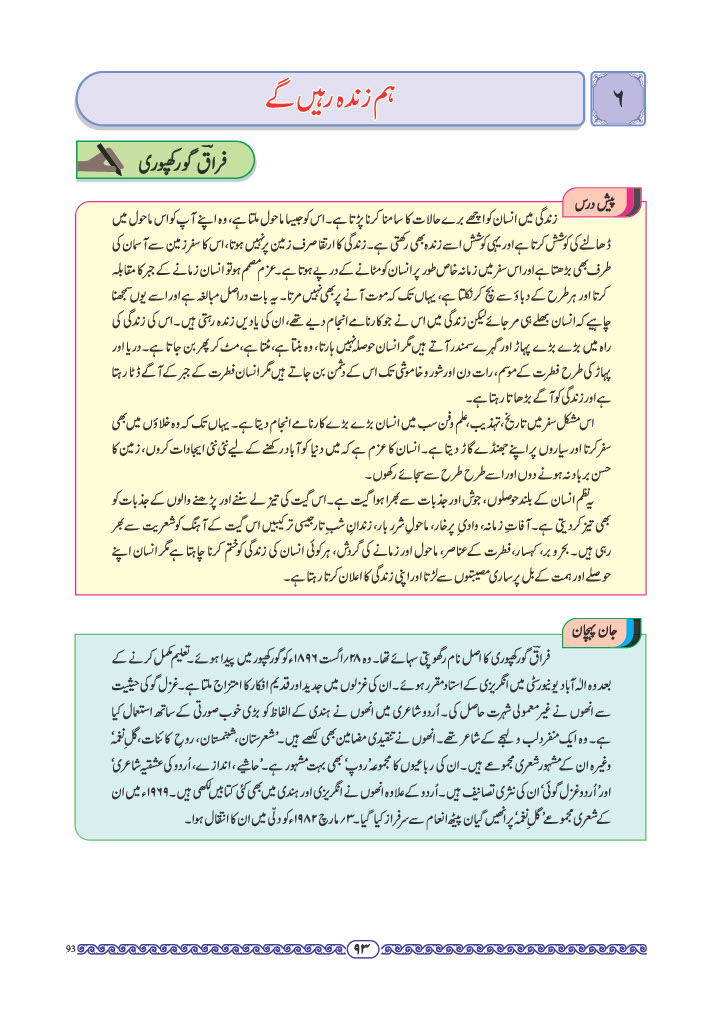 ۶
ہم زندہ رہیں گے
فراقؔ گورکھپوری
پیش درس
زندگی میں انسان کو اچھے برے حالات کا سامنا کرنا پڑتا ہے۔ اس کو جیسا ماحول ملتا ہے، وہ اپنے آپ کو اس ماحول میں
ڈھالنے کی کوشش کرتا ہے اور یہی کوشش اسے زندہ بھی رکھتی ہے۔ زندگی کا ارتقا صرف زمین پر نہیں ہوتا، اس کا سفر زمین سے آسمان کی
طرف بھی بڑھتا ہے اور اس سفر میں زمانہ خاص طور پر انسان کو مٹانے کے درپے ہوتا ہے۔ عزم مصمم ہو تو انسان زمانے کے جبر کا مقابلہ
کرتا اور ہر طرح کے دباؤ سے بچ کر نکلتا ہے، یہاں تک کہ موت آنے پر بھی نہیں مرتا۔ یہ بات دراصل مبالغہ ہے اور اسے یوں سمجھنا
چاہیے کہ انسان بھلے ہی مر جائے لیکن زندگی میں اس نے جو کارنامے انجام دیے تھے، ان کی یادیں زندہ رہتی ہیں۔ اس کی زندگی کی
راہ میں بڑے بڑے پہاڑ اور گہرے سمندر آتے ہیں مگر انسان حوصلہ نہیں ہارتا، وہ بنتا ہے، مٹتا ہے، مٹ کر پھر بن جاتا ہے۔ دریا اور
پہاڑ کی طرح فطرت کے موسم، رات دن اور شور و خاموشی تک اس کے دشمن بن جاتے ہیں مگر انسان فطرت کے جبر کے آگے ڈٹا رہتا
ہے اور زندگی کو آگے بڑھاتا رہتا ہے۔
اس مشکل سفر میں تاریخ، تہذیب، علم و فن سب میں انسان بڑے بڑے کارنامے انجام دیتا ہے۔ یہاں تک کہ وہ خلاؤں میں بھی
سفر کرتا اور سیاروں پر اپنے جھنڈے گاڑ دیتا ہے۔ انسان کا عزم ہے کہ میں دنیا کو آباد رکھنے کے لیے نئی نئی ایجادات کروں، زمین کا
حسن برباد نہ ہونے دوں اور اسے طرح طرح سے سجائے رکھوں۔
یہ نظم انسان کے بلند حوصلوں، جوش اور جذبات سے بھرا ہوا گیت ہے۔ اس گیت کی تیز لے سننے اور پڑھنے والوں کے جذبات کو
بھی تیز کر دیتی ہے۔ آفاتِ زمانہ، وادیِ پرخار، ماحولِ شرر بار، زندانِ شبِ تار جیسی ترکیبیں اس گیت کے آہنگ کو شعریت سے بھر
رہی ہیں۔ بحر و بر، کہسار، فطرت کے عناصر، ماحول اور زمانے کی گردش، ہر کوئی انسان کی زندگی کو ختم کرنا چاہتا ہے مگر انسان اپنے
حوصلے اور ہمت کے بل پر ساری مصیبتوں سے لڑتا اور اپنی زندگی کا اعلان کرتا رہتا ہے۔
جان پہچان
فراقؔ گورکھپوری کا اصل نام رگھوپتی سہائے تھا۔ وہ ۲۸؍ اگست ۱۸۹۶ء کو گورکھپور میں پیدا ہوئے۔ تعلیم مکمل کرنے کے
بعد وہ الٰہ آباد یونیورسٹی میں انگریزی کے استاد مقرر ہوئے۔ ان کی غزلوں میں جدید اور قدیم افکار کا امتزاج ملتا ہے۔ غزل گو کی حیثیت
سے انھوں نے غیر معمولی شہرت حاصل کی۔ اُردو شاعری میں انھوں نے ہندی کے الفاظ کو بڑی خوب صورتی کے ساتھ استعمال کیا
ہے۔ وہ ایک منفرد لب و لہجے کے شاعر تھے۔ انھوں نے تنقیدی مضامین بھی لکھے ہیں۔ 'شعرستان، شبنمستان، روحِ کائنات، گلِ نغمہ'
وغیرہ ان کے مشہور شعری مجموعے ہیں۔ ان کی رباعیوں کا مجموعہ 'روپ' بھی بہت مشہور ہے۔ 'حاشیے، اندازے، اُردو کی عشقیہ شاعری'
اور 'اُردو غزل گوئی' ان کی نثری تصانیف ہیں۔ اُردو کے علاوہ انھوں نے انگریزی اور ہندی میں بھی کئی کتابیں لکھی ہیں۔ ۱۹۶۹ء میں ان
کے شعری مجموعے 'گلِ نغمہ' پر انھیں گیان پیٹھ انعام سے سرفراز کیا گیا۔ ۳؍ مارچ ۱۹۸۲ء کو دلّی میں ان کا انتقال ہوا۔
۹۳
93